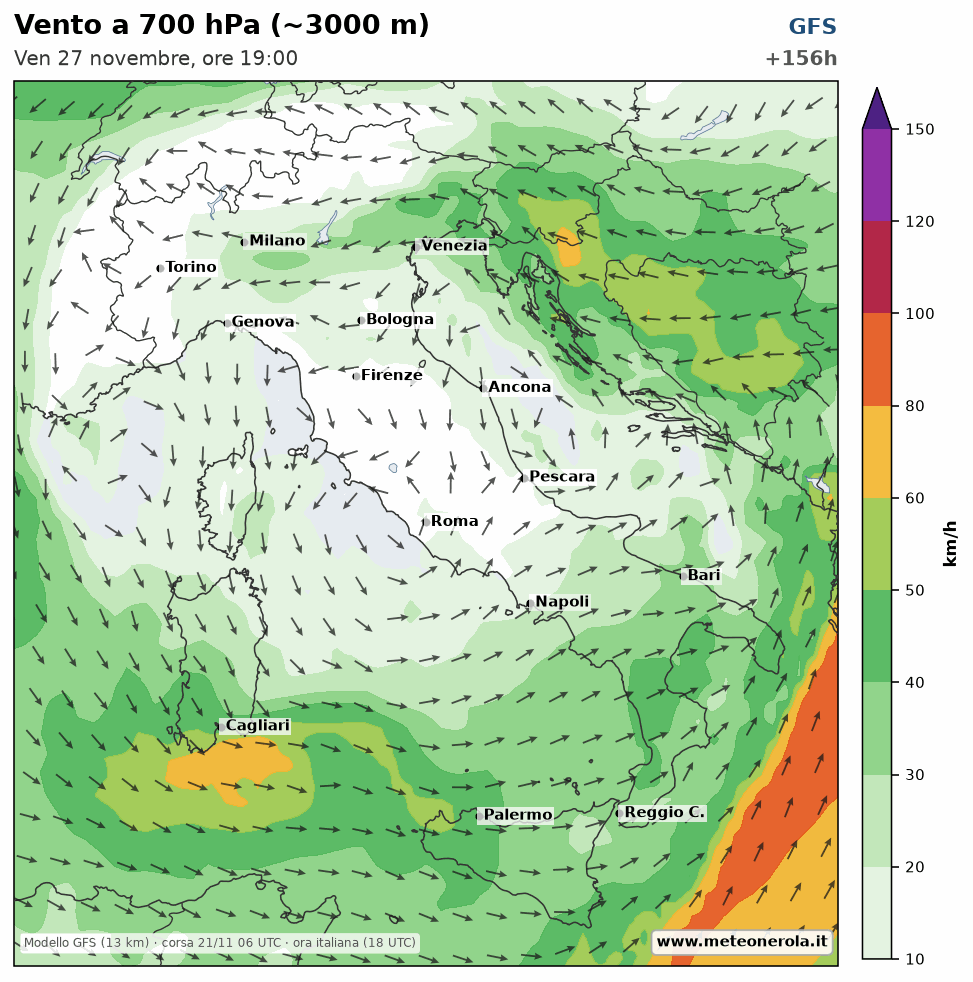 Vento a 700 hPa (~3000 m)
GFS
Ven 27 novembre, ore 19:00
+156h
Milano
Venezia
Torino
Genova
Bologna
Firenze
Ancona
Pescara
Roma
Bari
Napoli
Cagliari
Palermo
Reggio C.
150
120
100
80
60
50
40
30
20
10
km/h
Modello GFS (13 km) · corsa 21/11 06 UTC · ora italiana (18 UTC)
www.meteonerola.it